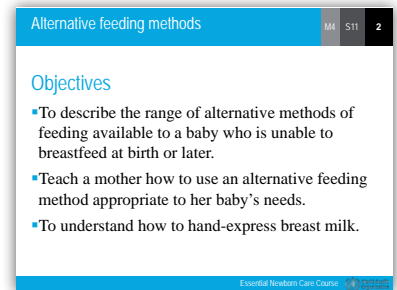 Alternative feeding methods
M4 S11 2
Objectives
▪To describe the range of alternative methods of
feeding available to a baby who is unable to
breastfeed at birth or later.
▪Teach a mother how to use an alternative feeding
method appropriate to her baby's needs.
▪To understand how to hand-express breast milk.
Essential Newborn Care Course